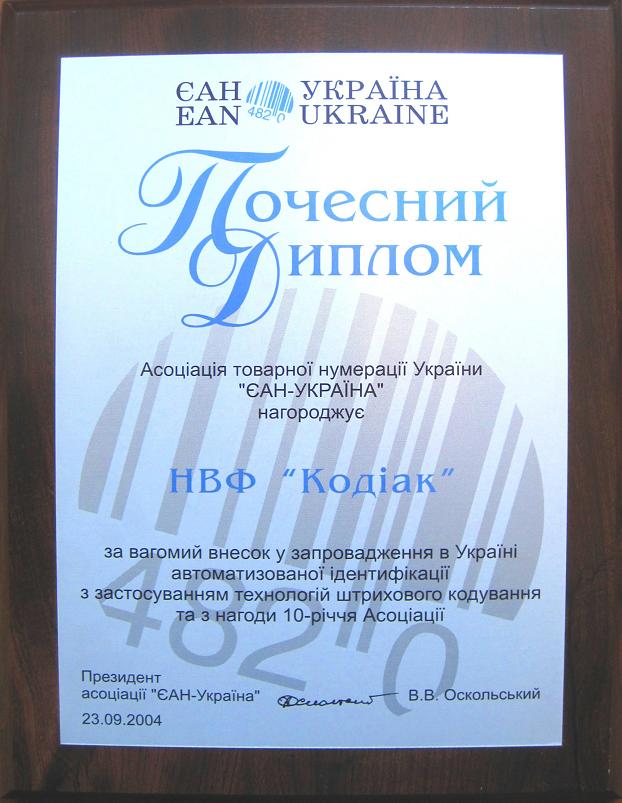 ЄАН УКРАЇНА
EAN 482 0 UKRAINE
Почесний
Диплом
Асоціація товарної нумерації України
"ЄАН-УКРАЇНА"
нагороджує
НВФ “Кодіак”
за вагомий внесок у запровадження в Україні
автоматизованої ідентифікації
з застосуванням технологій штрихового кодування
та з нагоди 10-річчя Асоціації
482 0
Президент
асоціації "ЄАН-Україна" В.В. Оскольський
23.09.2004